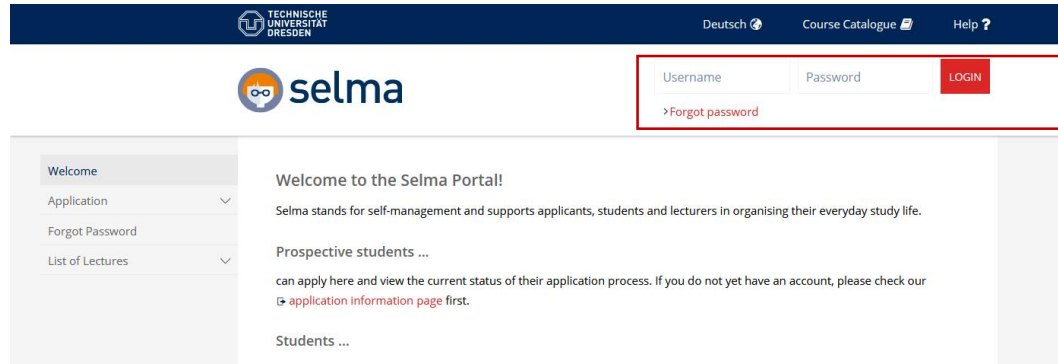 TECHNISCHE
UNIVERSITÄT
DRESDEN
Deutsch
Course Catalogue
Help ?
selma
Username
Password
LOGIN
>Forgot password
Welcome
Application
Forgot Password
List of Lectures
Welcome to the Selma Portal!
Selma stands for self-management and supports applicants, students and lecturers in organising their everyday study life.
Prospective students ...
can apply here and view the current status of their application process. If you do not yet have an account, please check our
application information page first.
Students ...